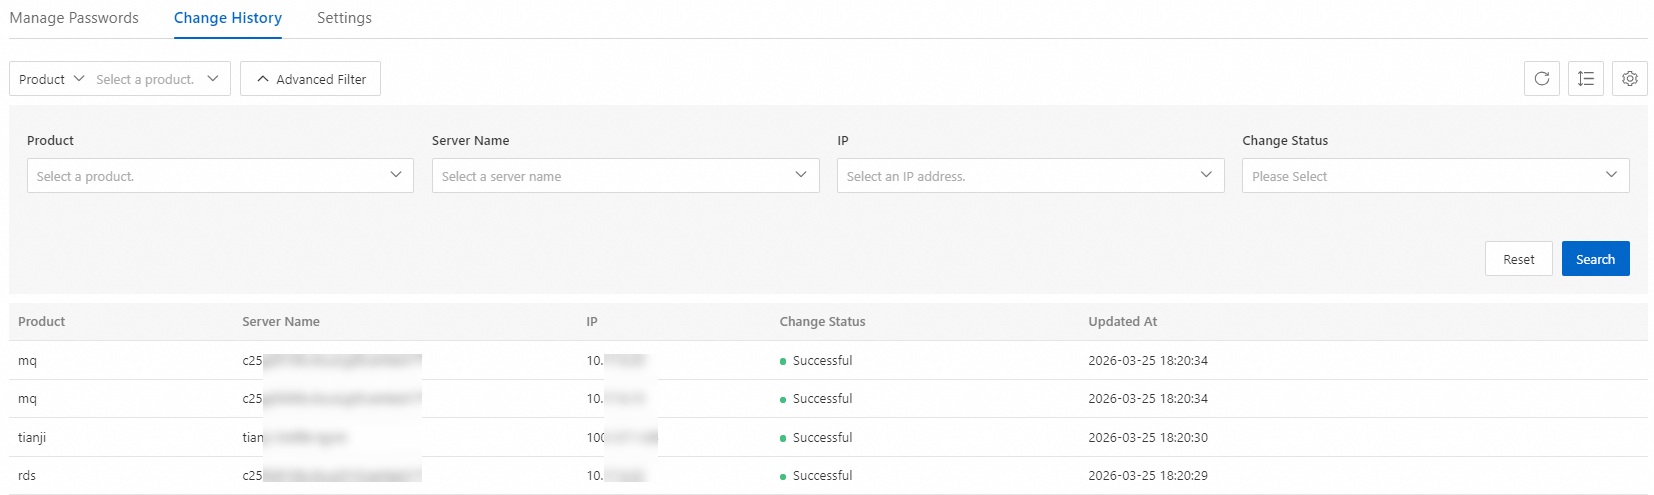 Manage Passwords Change History Settings
Product Select a product. Advanced Filter
Product Server Name IP Change Status
Select a product. Select a server name Select an IP address. Please Select
Reset Search
Product Server Name IP Change Status Updated At
mq c25 10. Successful 2026-03-25 18:20:34
mq c25 10. Successful 2026-03-25 18:20:34
tianji tian 100 Successful 2026-03-25 18:20:30
rds c25 10. Successful 2026-03-25 18:20:29